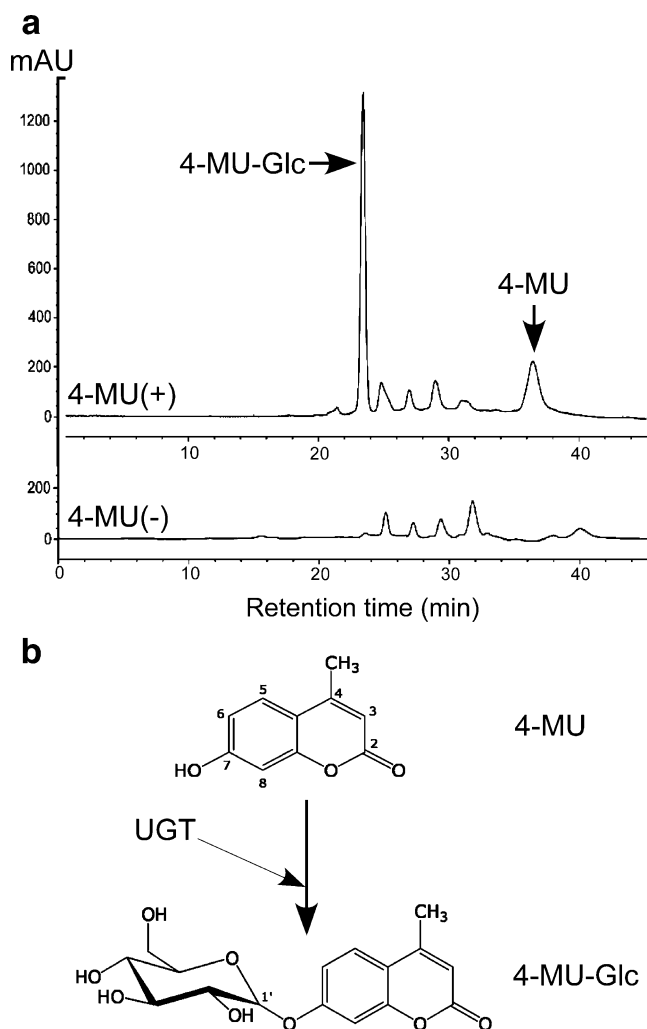 a
mAU
1200
1000
800
600
400
200
0
4-MU-Glc
4-MU
4-MU(+)
10 20 30 40
200
0
4-MU(-)
0 10 20 30 40
Retention time (min)
b
CH₃
5 4
6 3
7 2
HO 8 O O
4-MU
UGT
OH
CH₃
O
HO
HO
OH
1'
O
O
O
4-MU-Glc